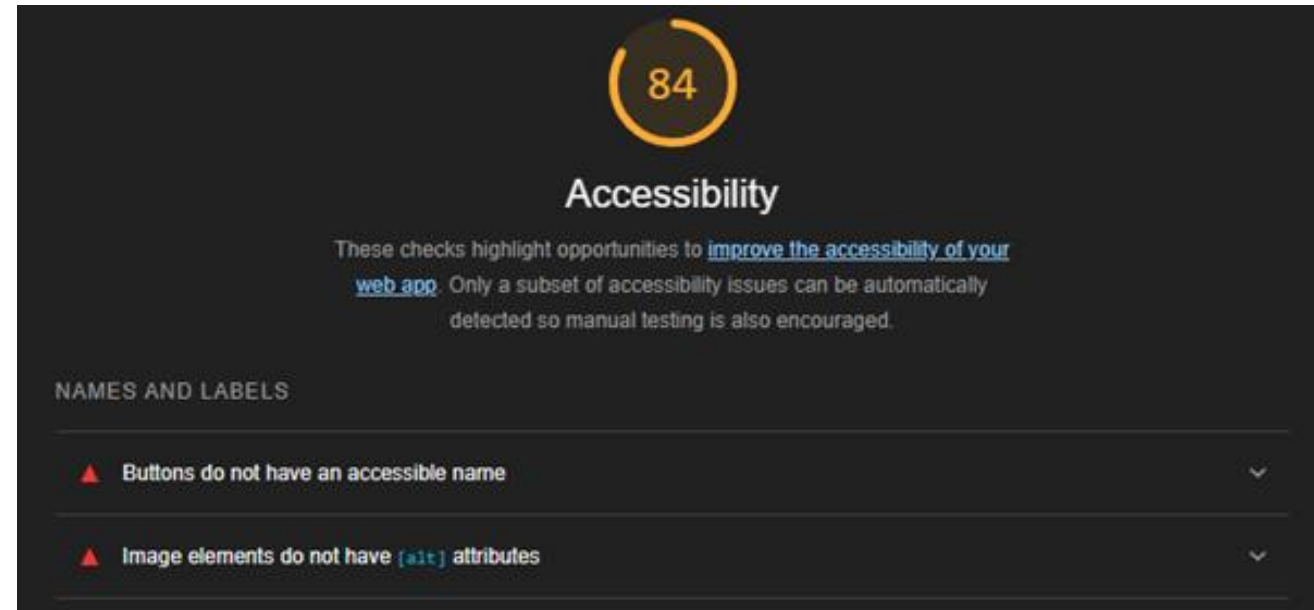 84
Accessibility
These checks highlight opportunities to improve the accessibility of your
web app. Only a subset of accessibility issues can be automatically
detected so manual testing is also encouraged.
NAMES AND LABELS
Buttons do not have an accessible name
Image elements do not have [alt] attributes